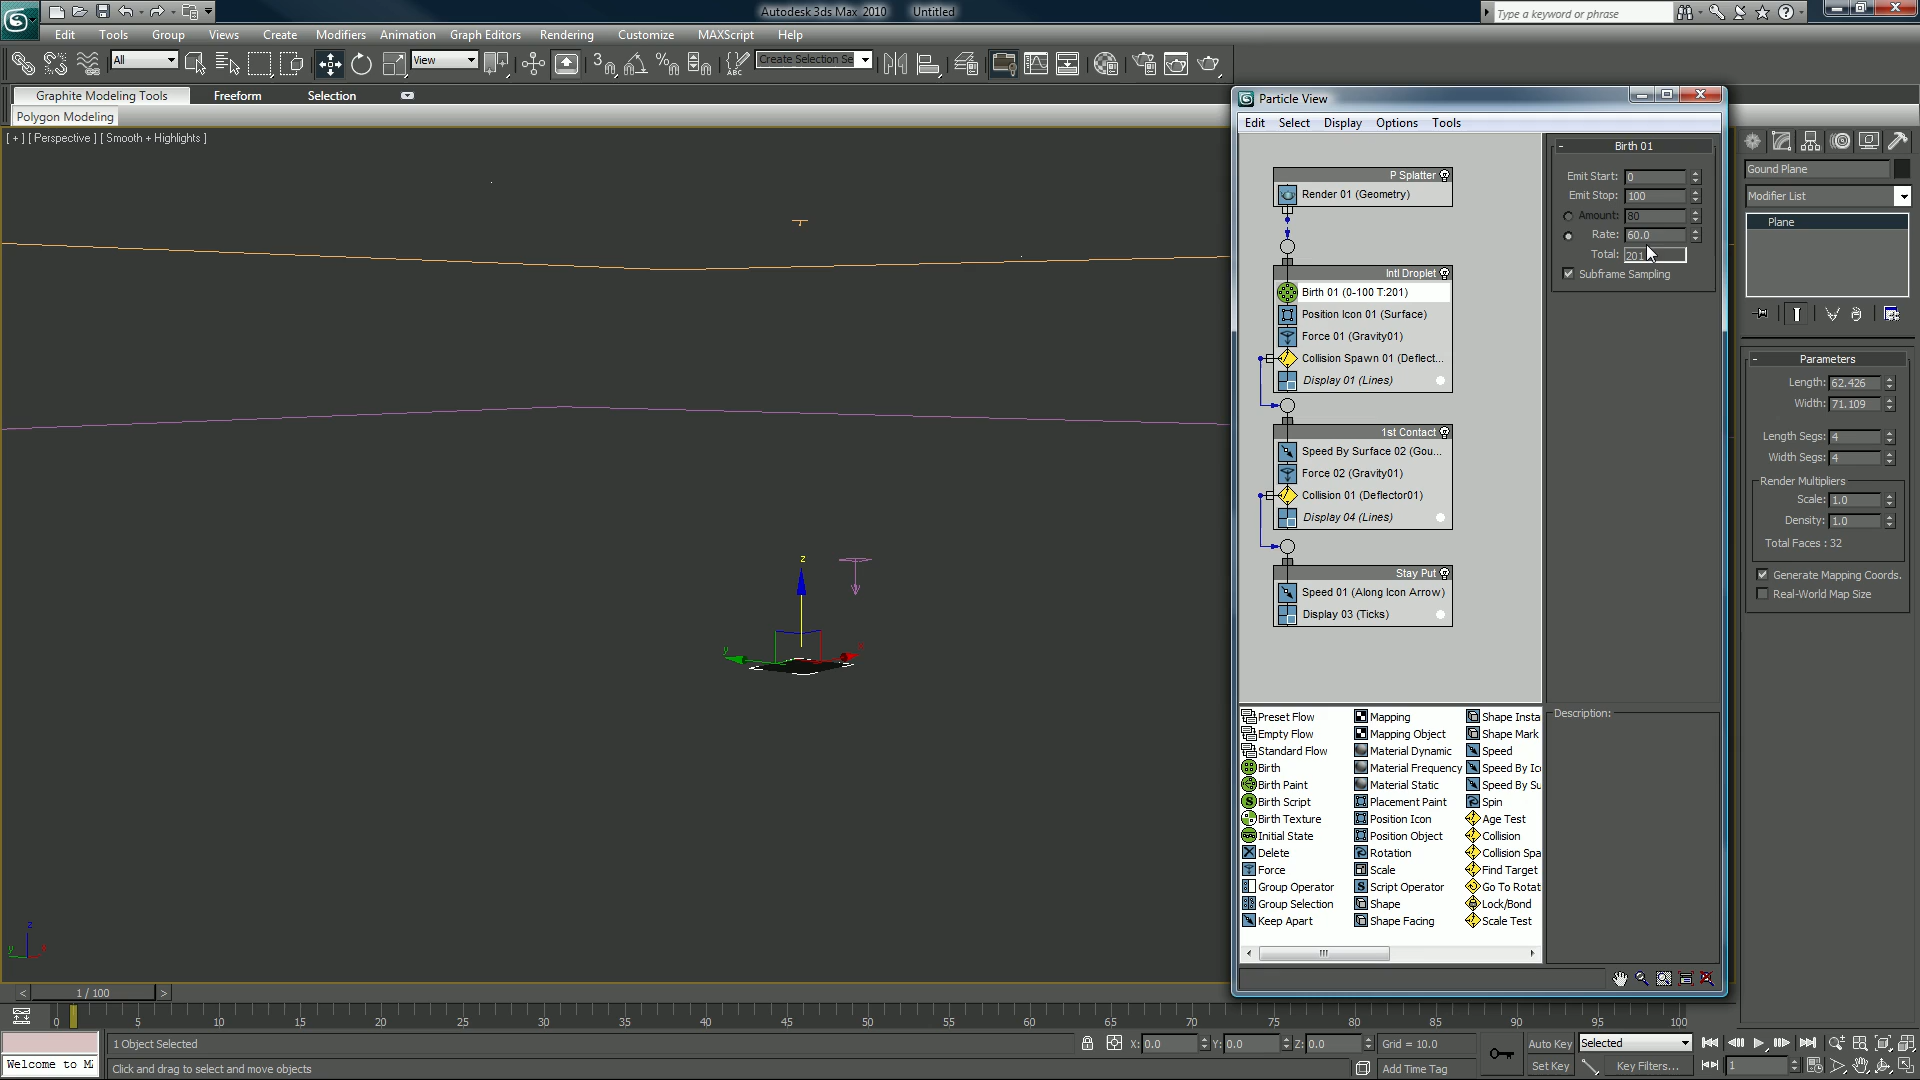 Autodesk 3ds Max 2010 Untitled
Type a keyword or phrase
Edit Tools Group Views Create Modifiers Animation Graph Editors Rendering Customize MAXScript Help
All View Create Selection Se
Graphite Modeling Tools Freeform Selection
Polygon Modeling
[ + ] [ Perspective ] [ Smooth + Highlights ]
Particle View
Edit Select Display Options Tools
P Splatter
Render 01 (Geometry)
Intl Droplet
Birth 01 (0-100 T:201)
Position Icon 01 (Surface)
Force 01 (Gravity01)
Collision Spawn 01 (Deflect...
Display 01 (Lines)
1st Contact
Speed By Surface 02 (Gou...
Force 02 (Gravity01)
Collision 01 (Deflector01)
Display 04 (Lines)
Stay Put
Speed 01 (Along Icon Arrow)
Display 03 (Ticks)
Birth 01
Emit Start: 0
Emit Stop: 100
Amount: 80
Rate: 60.0
Total: 201
Subframe Sampling
Description:
Preset Flow Mapping Shape Insta
Empty Flow Mapping Object Shape Mark
Standard Flow Material Dynamic Speed
Birth Material Frequency Speed By Ico
Birth Paint Material Static Speed By Su
Birth Script Placement Paint Spin
Birth Texture Position Icon Age Test
Initial State Position Object Collision
Delete Rotation Collision Spa
Force Scale Find Target
Group Operator Script Operator Go To Rotat
Group Selection Shape Lock/Bond
Keep Apart Shape Facing Scale Test
Gound Plane
Modifier List
Plane
Parameters
Length: 62.426
Width: 71.109
Length Segs: 4
Width Segs: 4
Render Multipliers
Scale: 1.0
Density: 1.0
Total Faces : 32
Generate Mapping Coords.
Real-World Map Size
z
y
z
y
< 1 / 100 >
0 5 10 15 20 25 30 35 40 45 50 55 60 65 70 75 80 85 90 95 100
1 Object Selected X: 0.0 Y: 0.0 Z: 0.0 Grid = 10.0 Auto Key Selected
Welcome to M Click and drag to select and move objects Add Time Tag Set Key Key Filters... 1